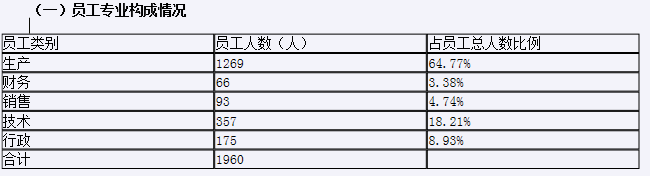 （一）员工专业构成情况
员工类别 员工人数（人） 占员工总人数比例
生产 1269 64.77%
财务 66 3.38%
销售 93 4.74%
技术 357 18.21%
行政 175 8.93%
合计 1960